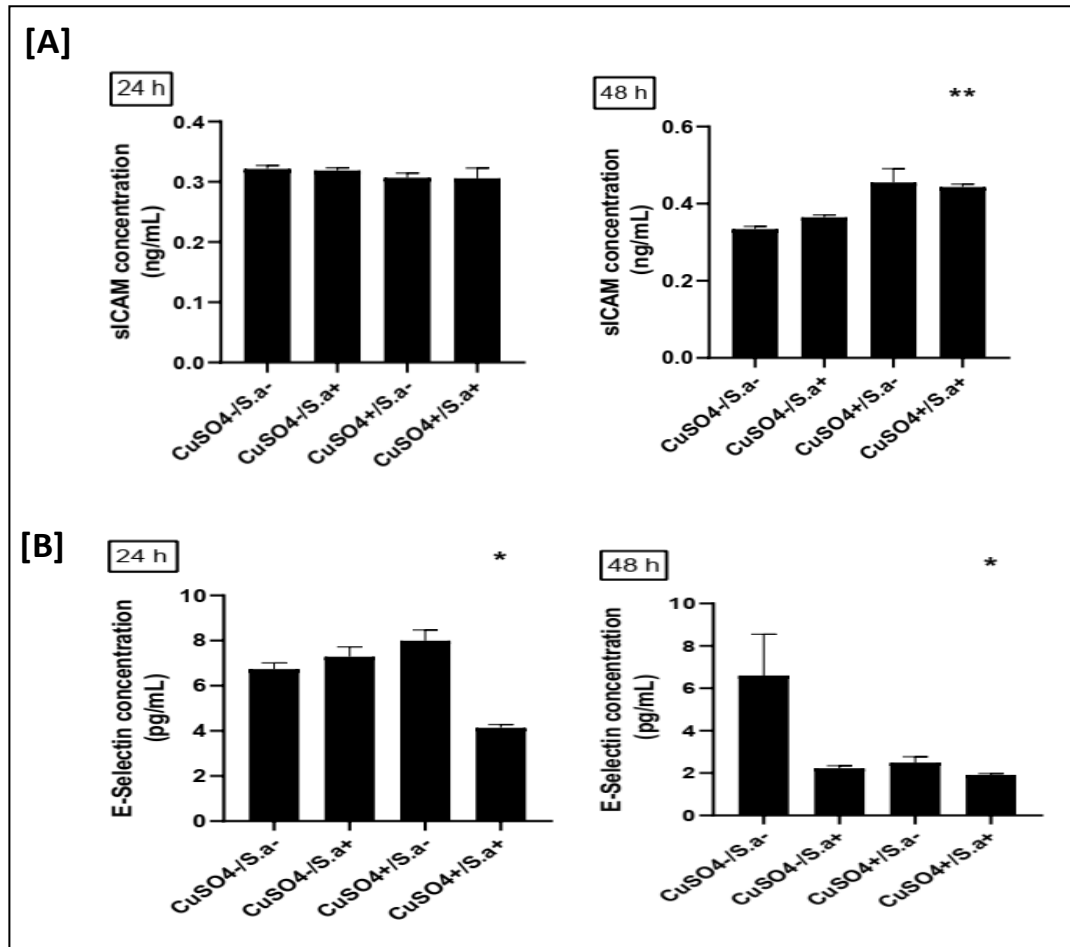 [A]
24 h
sICAM concentration
(ng/mL)
0.4
0.3
0.2
0.1
0.0
CuSO4-/S.a-
CuSO4-/S.a+
CuSO4+/S.a-
CuSO4+/S.a+
48 h
**
sICAM concentration
(ng/mL)
0.6
0.4
0.2
0.0
CuSO4-/S.a-
CuSO4-/S.a+
CuSO4+/S.a-
CuSO4+/S.a+
[B]
24 h
*
E-Selectin concentration
(pg/mL)
10
8
6
4
2
0
CuSO4-/S.a-
CuSO4-/S.a+
CuSO4+/S.a-
CuSO4+/S.a+
48 h
*
E-Selectin concentration
(pg/mL)
10
8
6
4
2
0
CuSO4-/S.a-
CuSO4-/S.a+
CuSO4+/S.a-
CuSO4+/S.a+